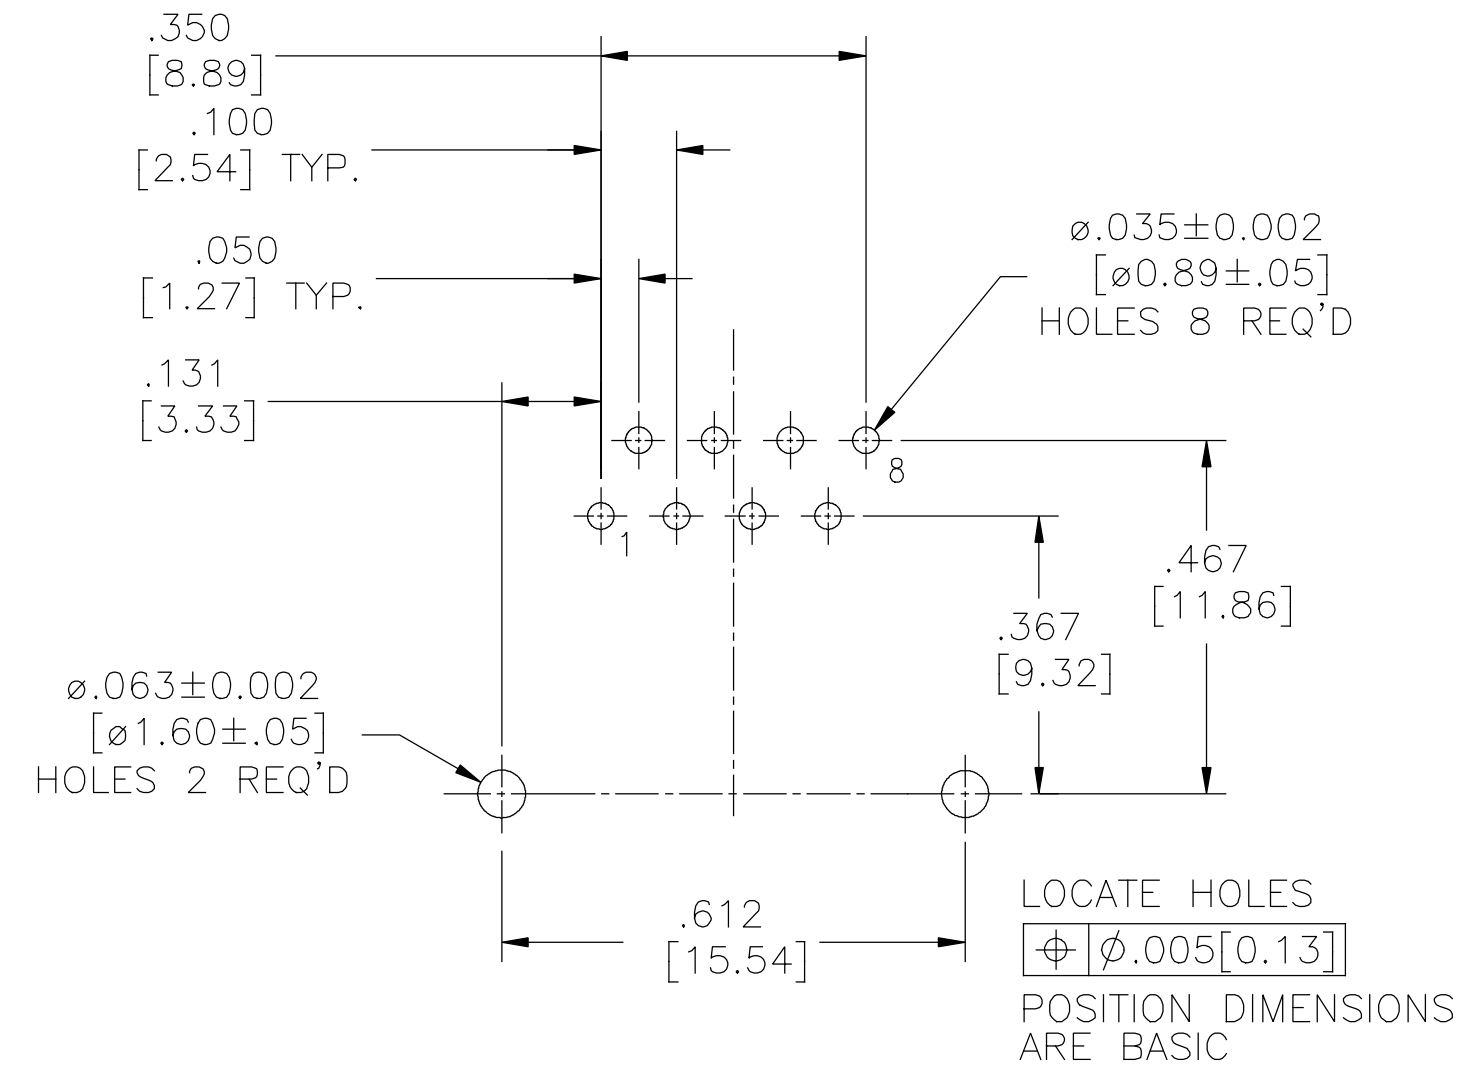 .350
[8.89]
.100
[2.54] TYP.
.050
[1.27] TYP.
.131
[3.33]
ø.035±0.002
[ø0.89±.05]
HOLES 8 REQ'D
8
1
.467
[11.86]
.367
[9.32]
ø.063±0.002
[ø1.60±.05]
HOLES 2 REQ'D
.612
[15.54]
LOCATE HOLES
⌖ ø.005[0.13]
POSITION DIMENSIONS
ARE BASIC